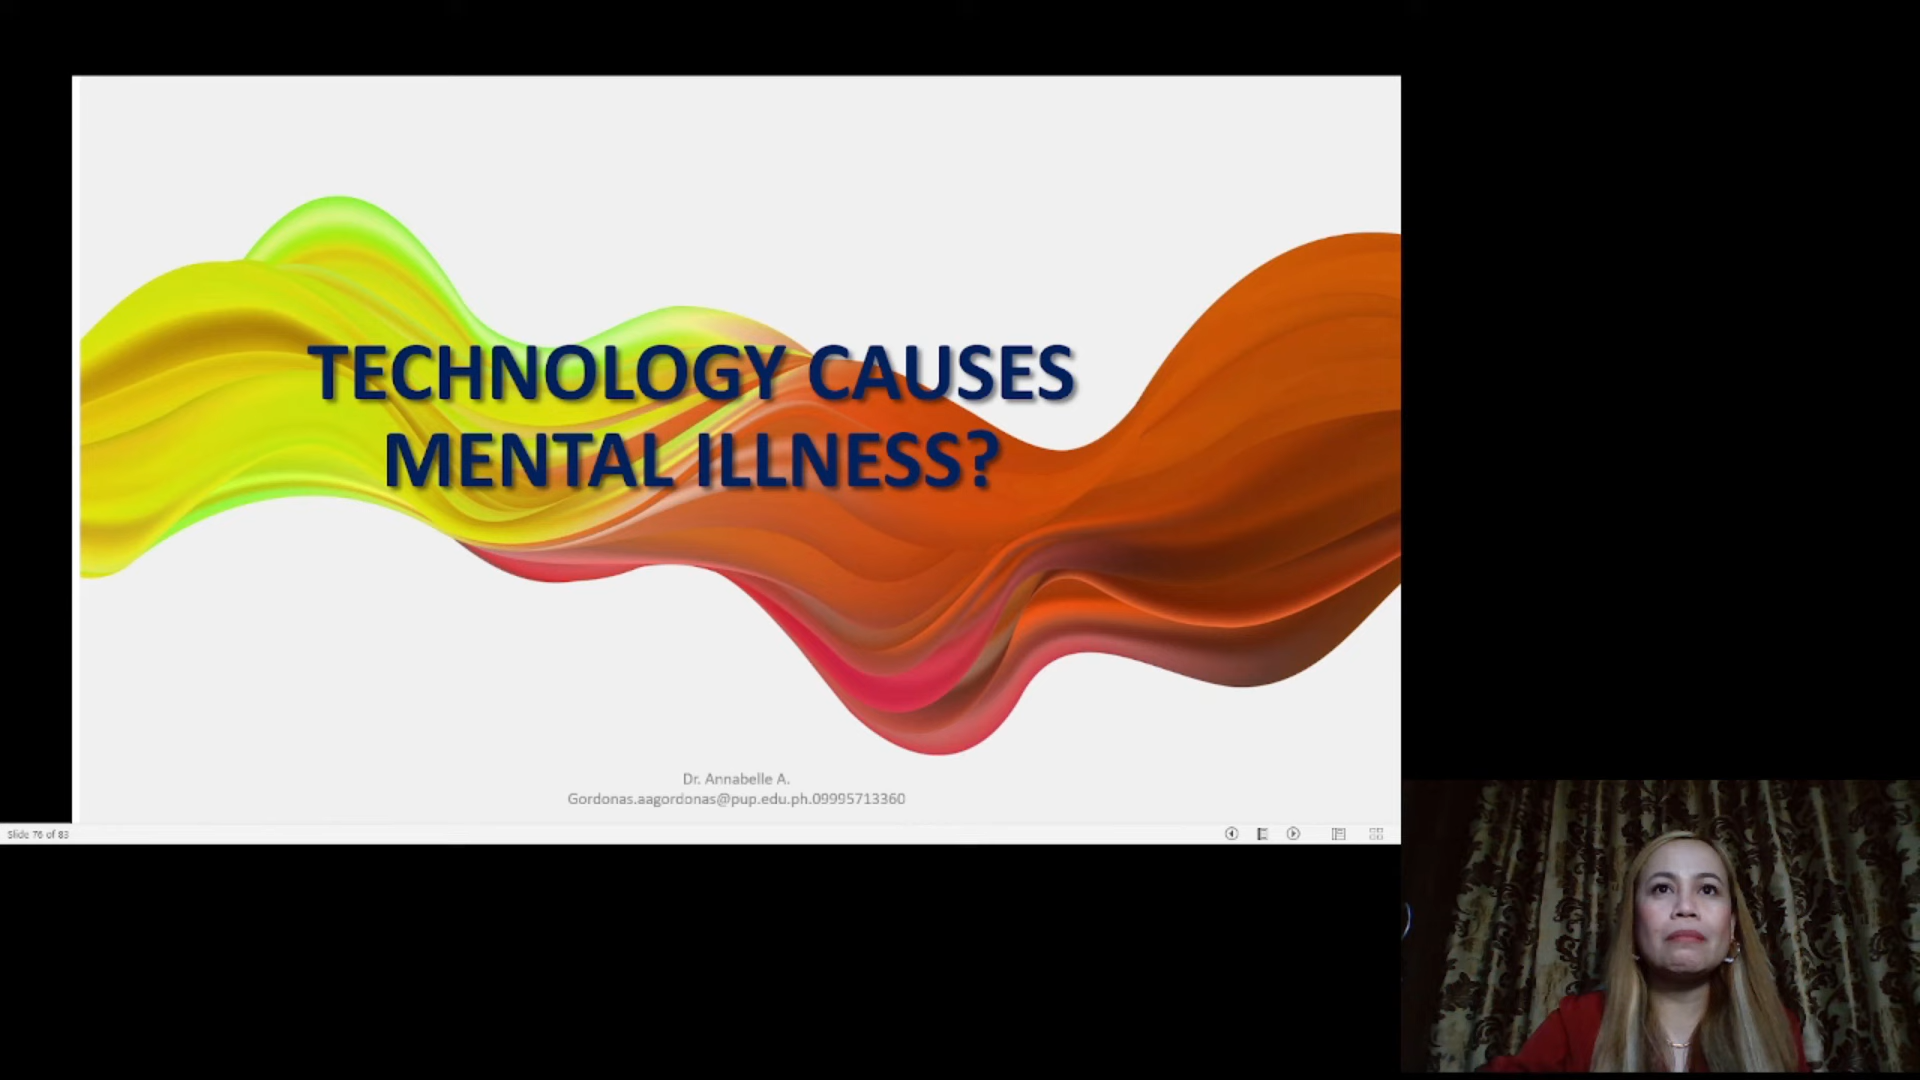 TECHNOLOGY CAUSES
MENTAL ILLNESS?
Dr. Annabelle A.
Gordonas.aagordonas@pup.edu.ph.09995713360
Slide 76 of 83